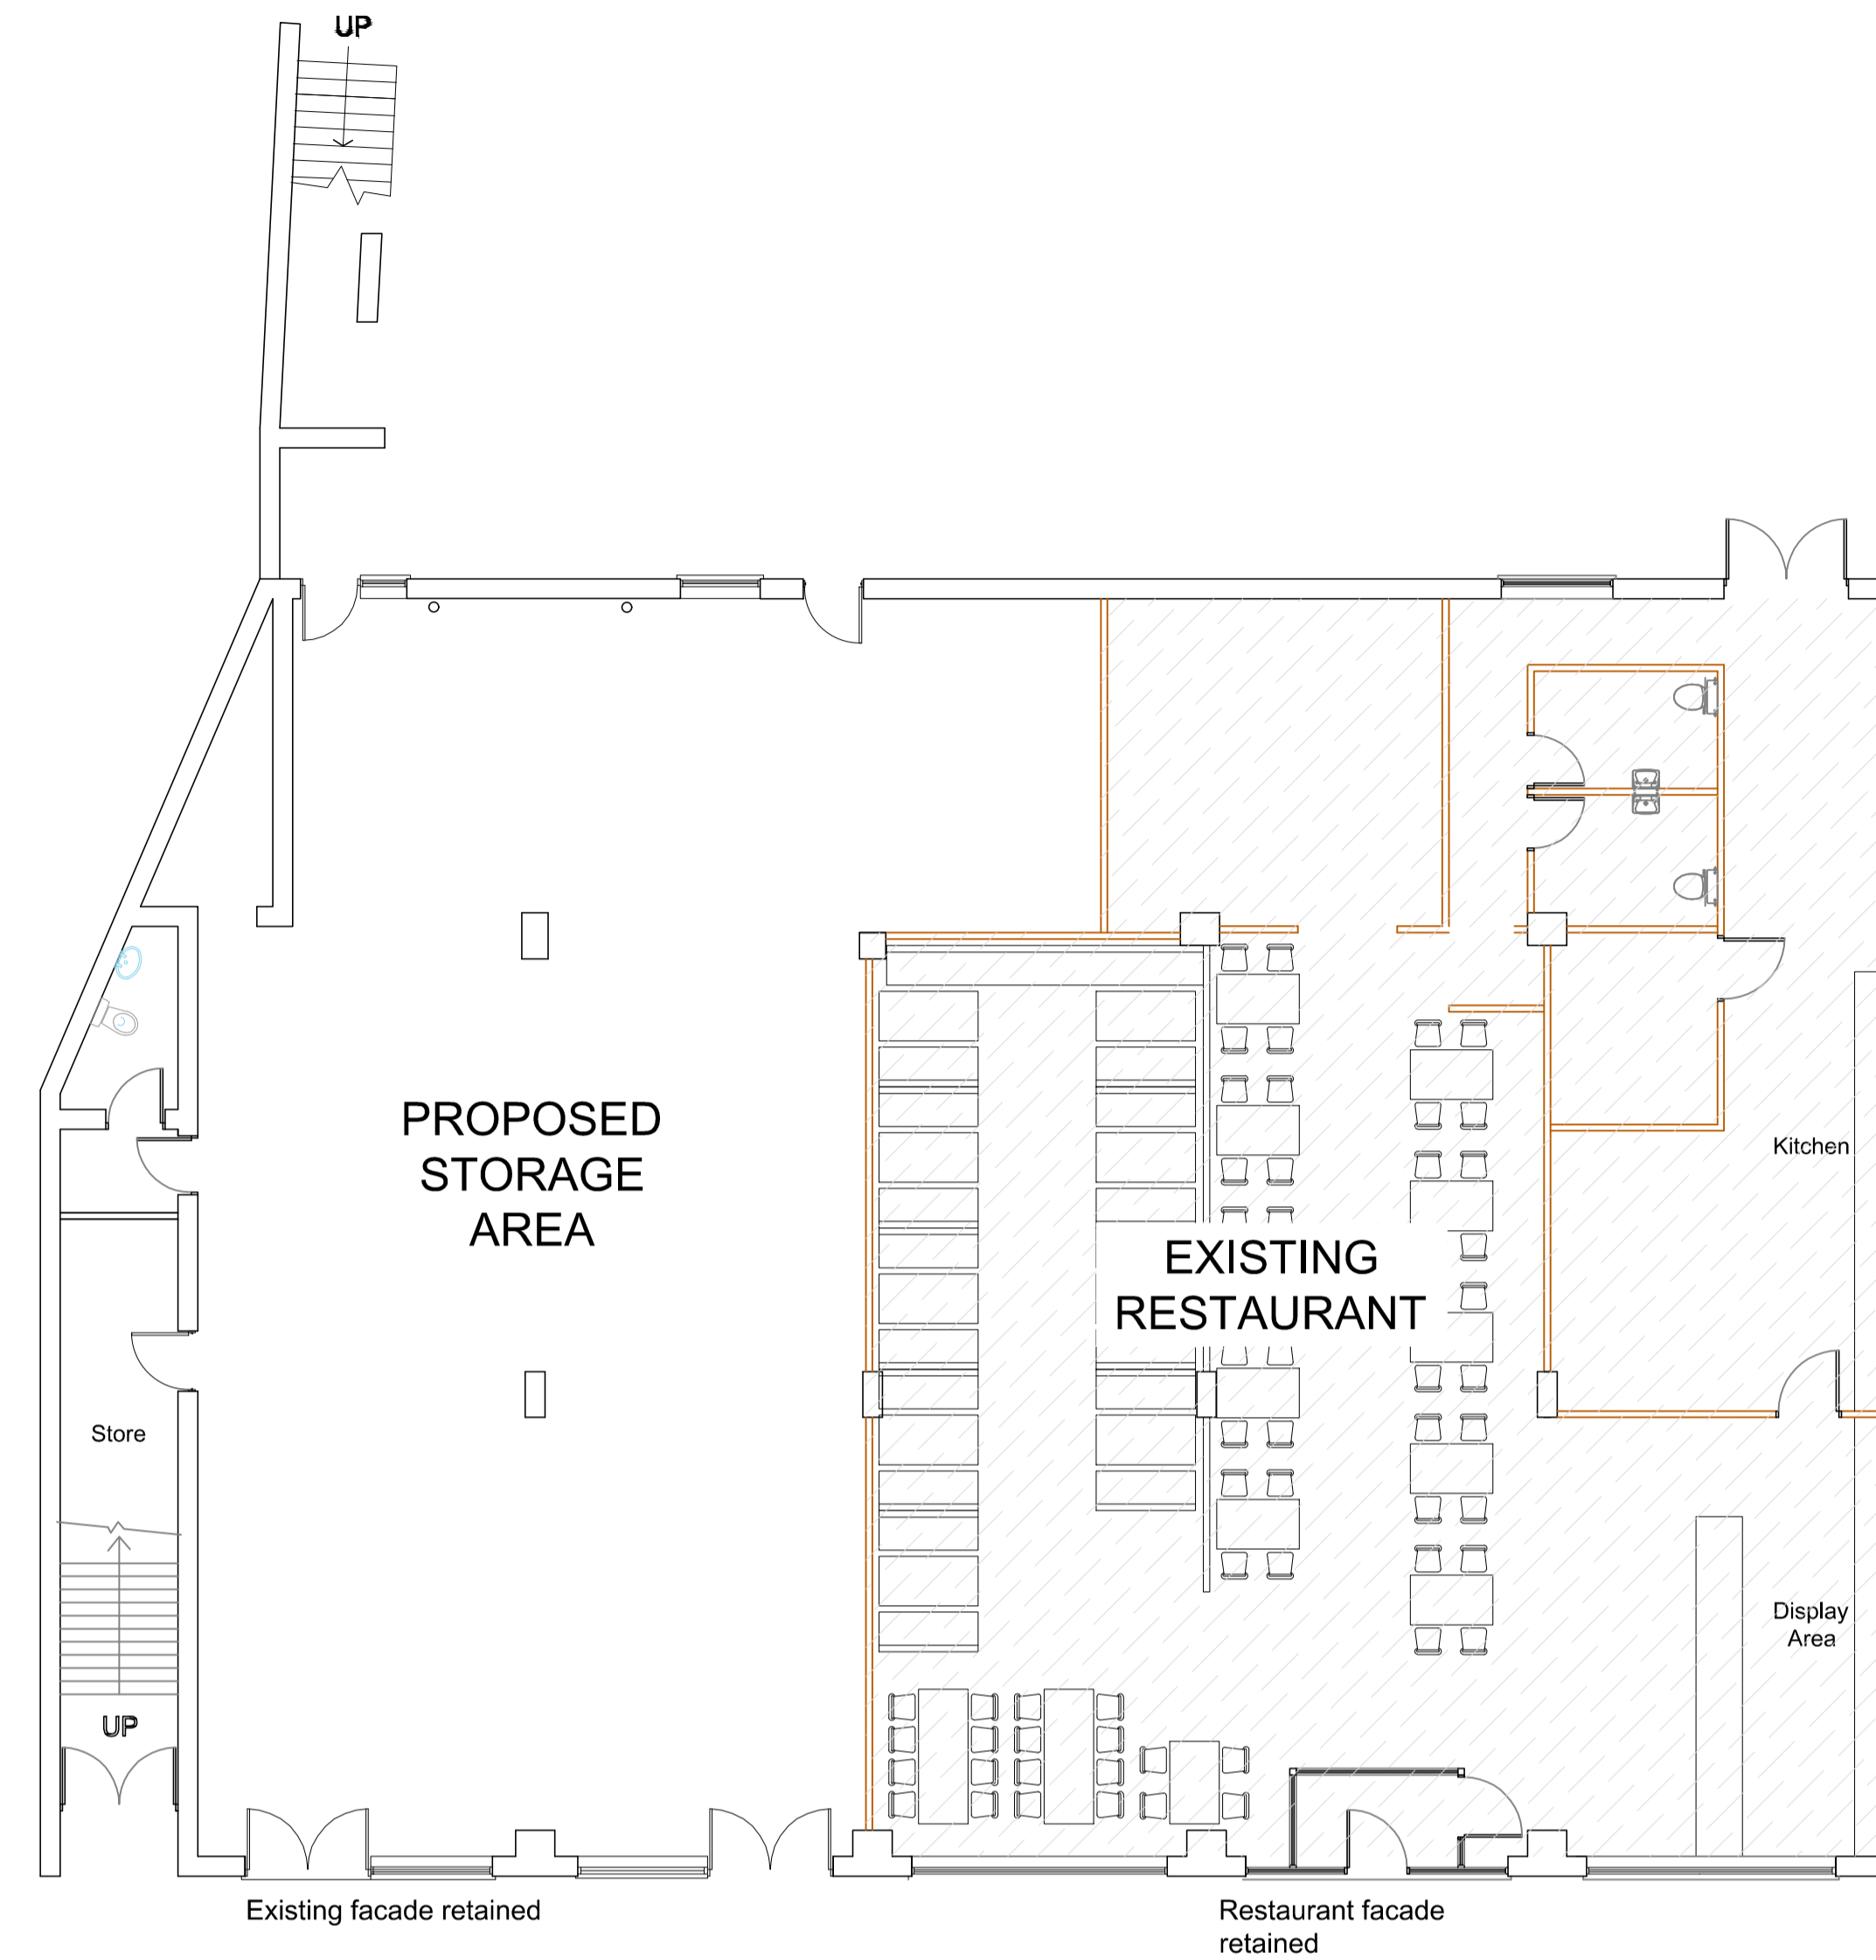 UP
PROPOSED
STORAGE
AREA
Kitchen
EXISTING
RESTAURANT
Store
Display
Area
UP
Existing facade retained
Restaurant facade
retained